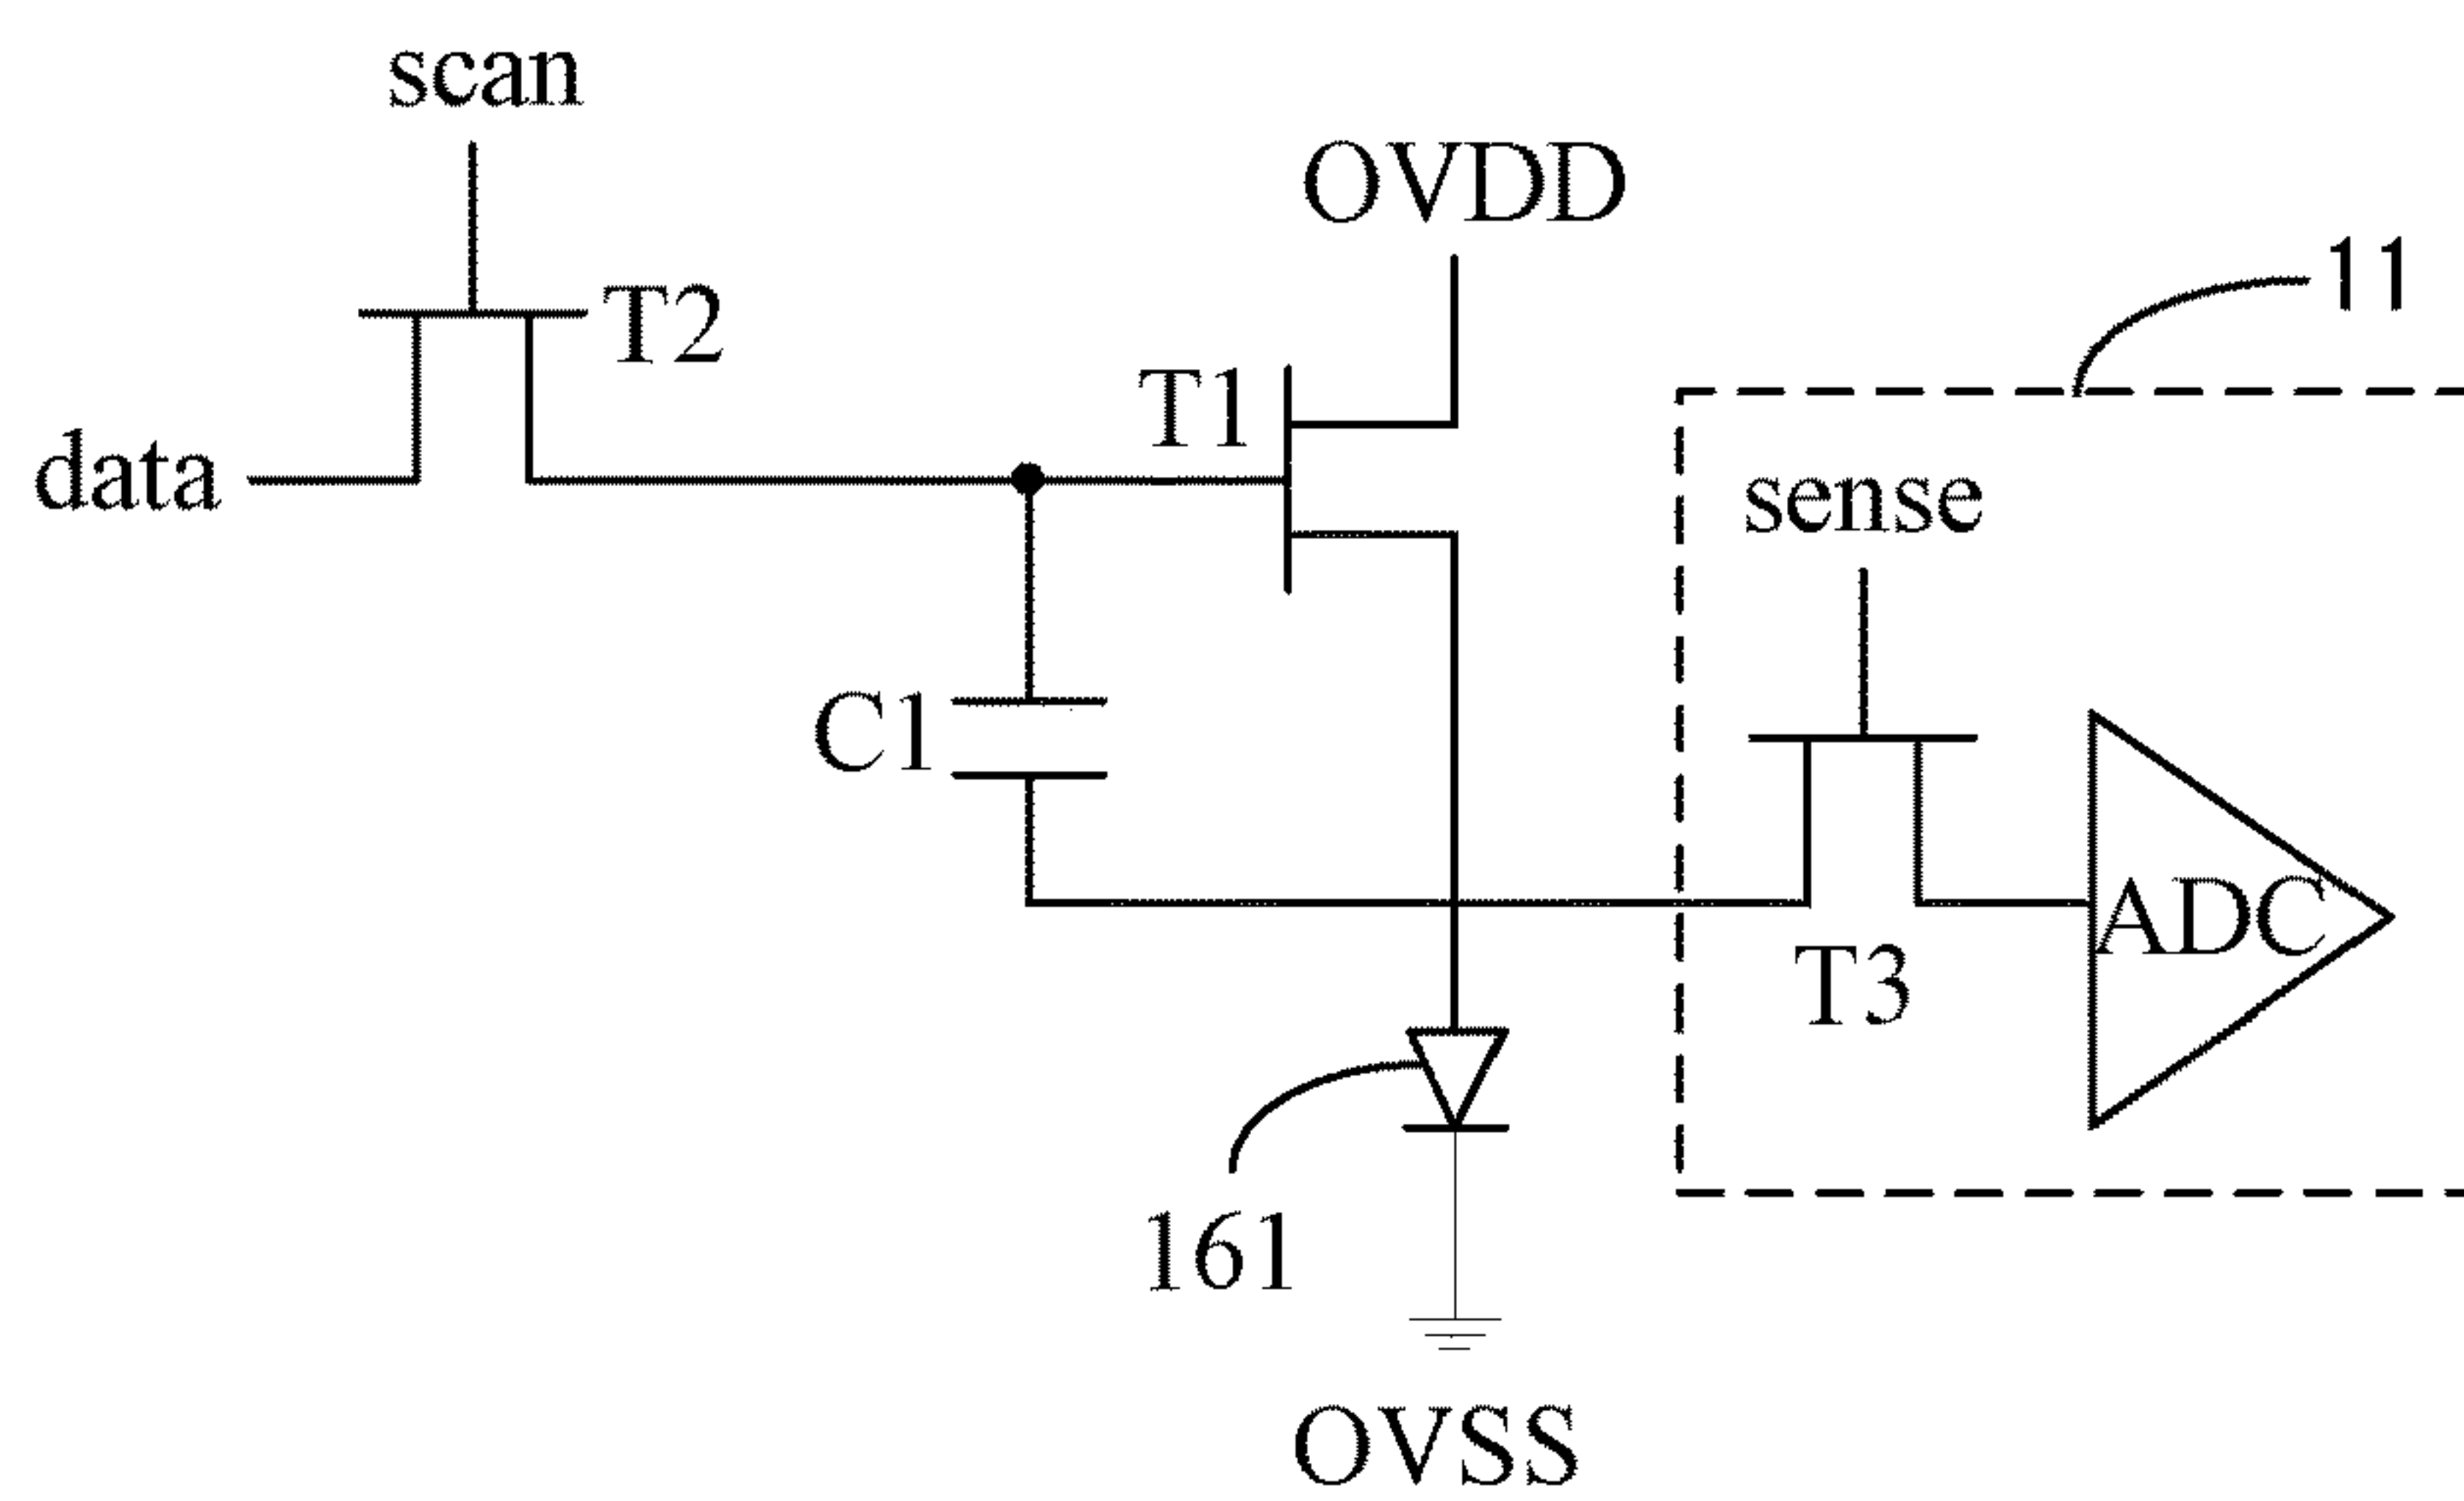 scan
OVDD
11
T2
T1
data
sense
C1
ADC
T3
161
OVSS